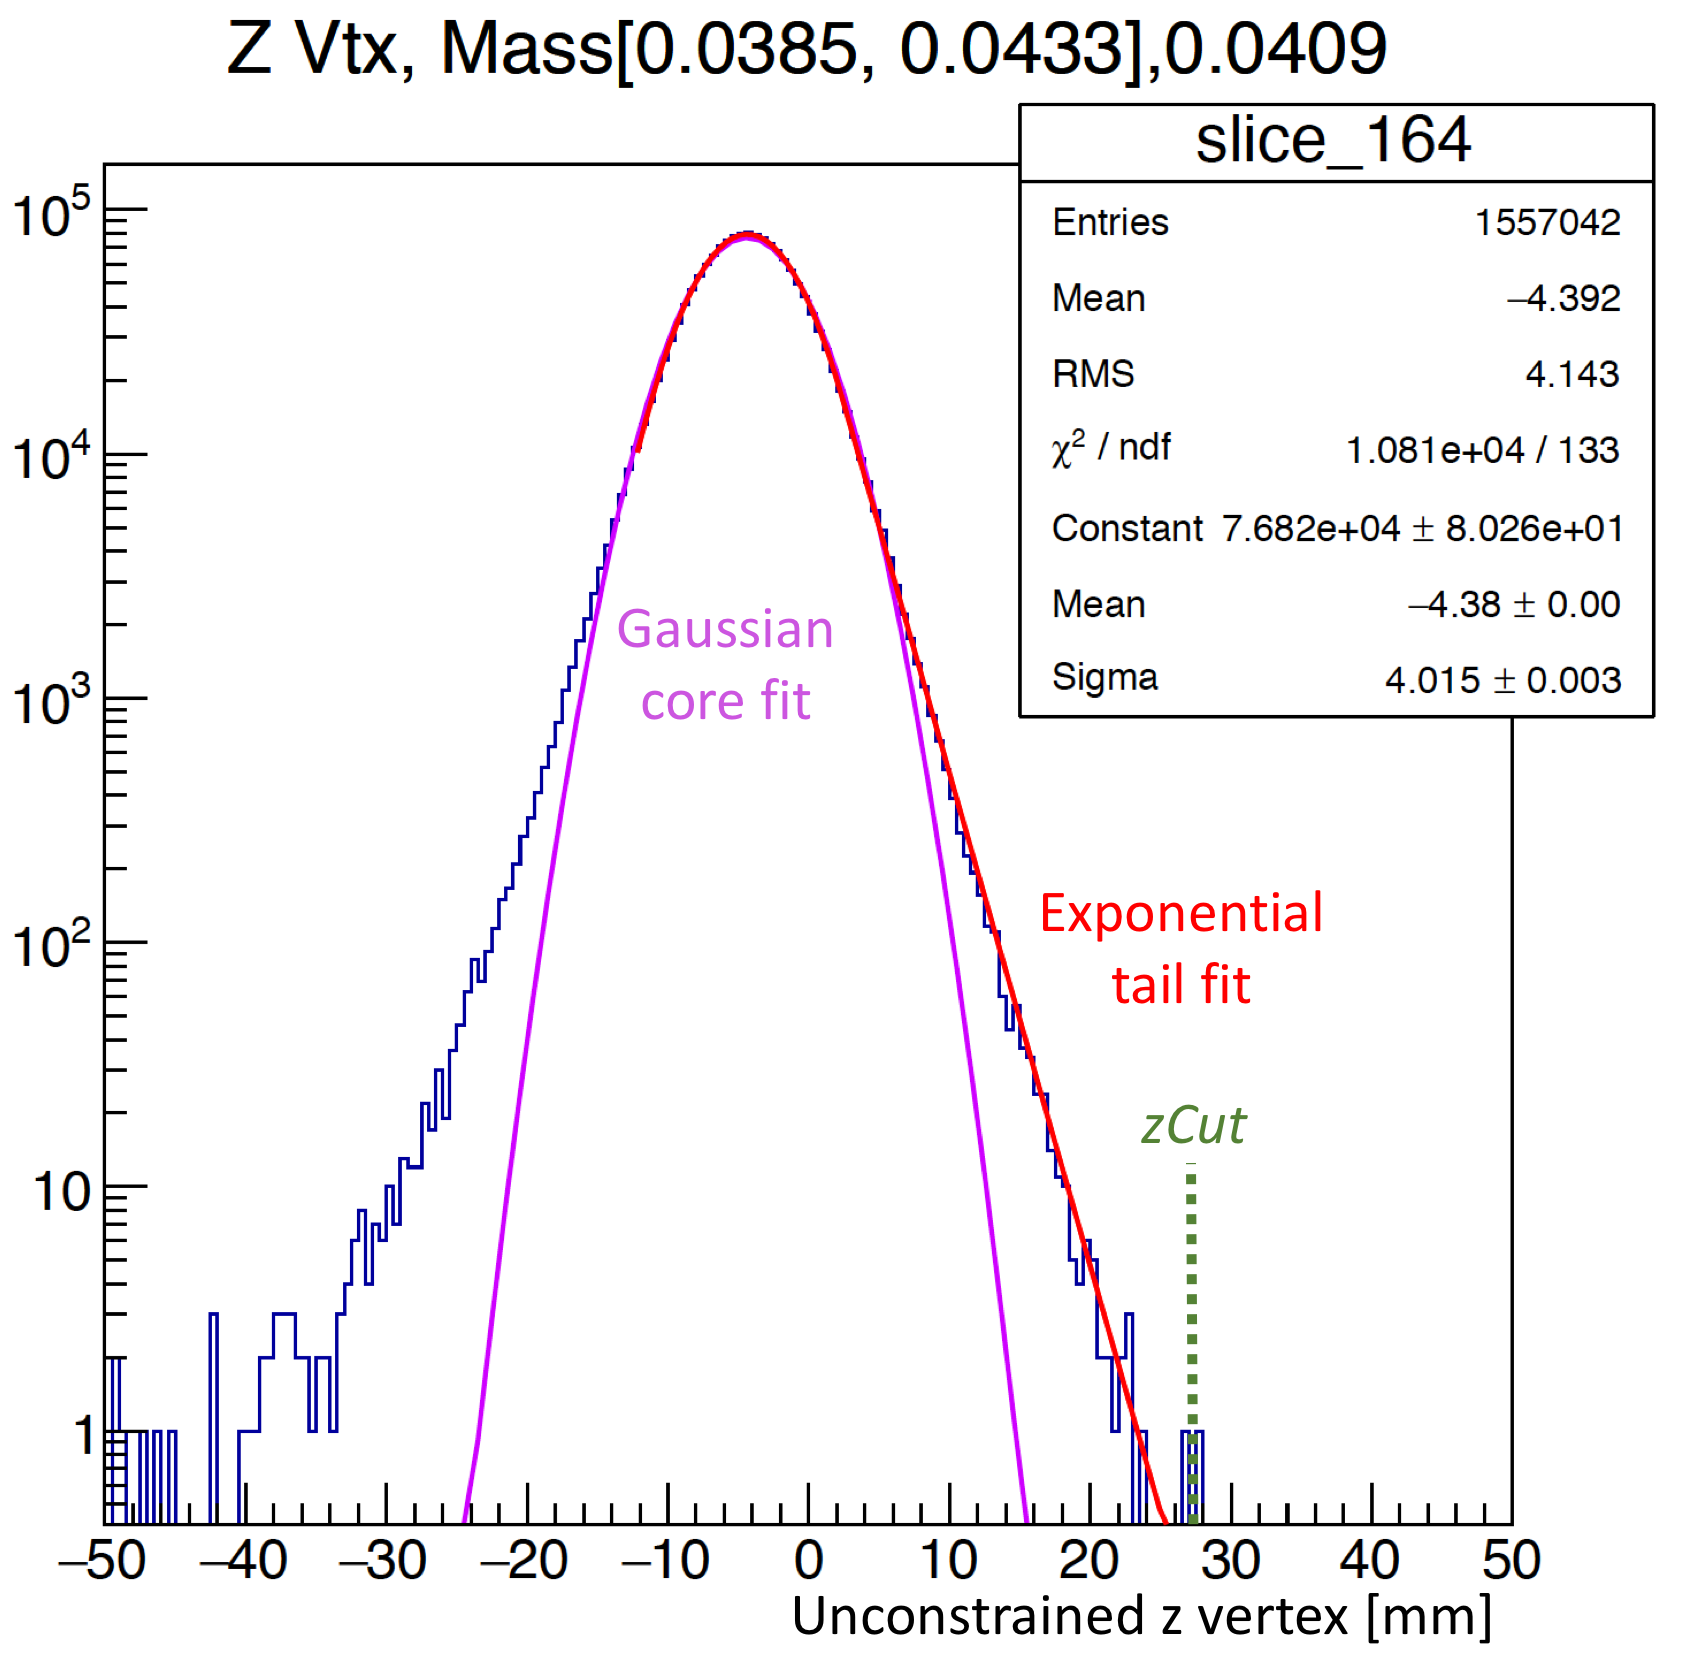 Z Vtx, Mass[0.0385, 0.0433],0.0409
slice_164
Entries 1557042
Mean –4.392
RMS 4.143
χ² / ndf 1.081e+04 / 133
Constant 7.682e+04 ± 8.026e+01
Mean –4.38 ± 0.00
Sigma 4.015 ± 0.003
10⁵
10⁴
10³
10²
10
1
Gaussian
core fit
Exponential
tail fit
zCut
–50 –40 –30 –20 –10 0 10 20 30 40 50
Unconstrained z vertex [mm]